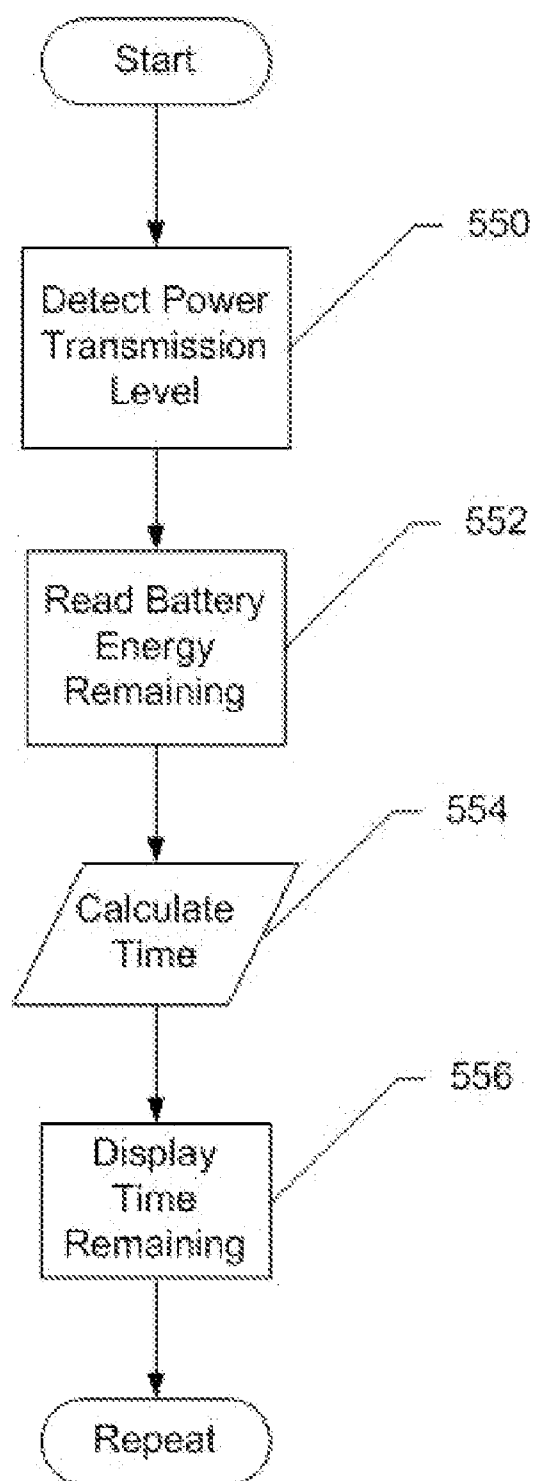 Start
550
Detect Power
Transmission
Level
552
Read Battery
Energy
Remaining
554
Calculate
Time
556
Display
Time
Remaining
Repeat